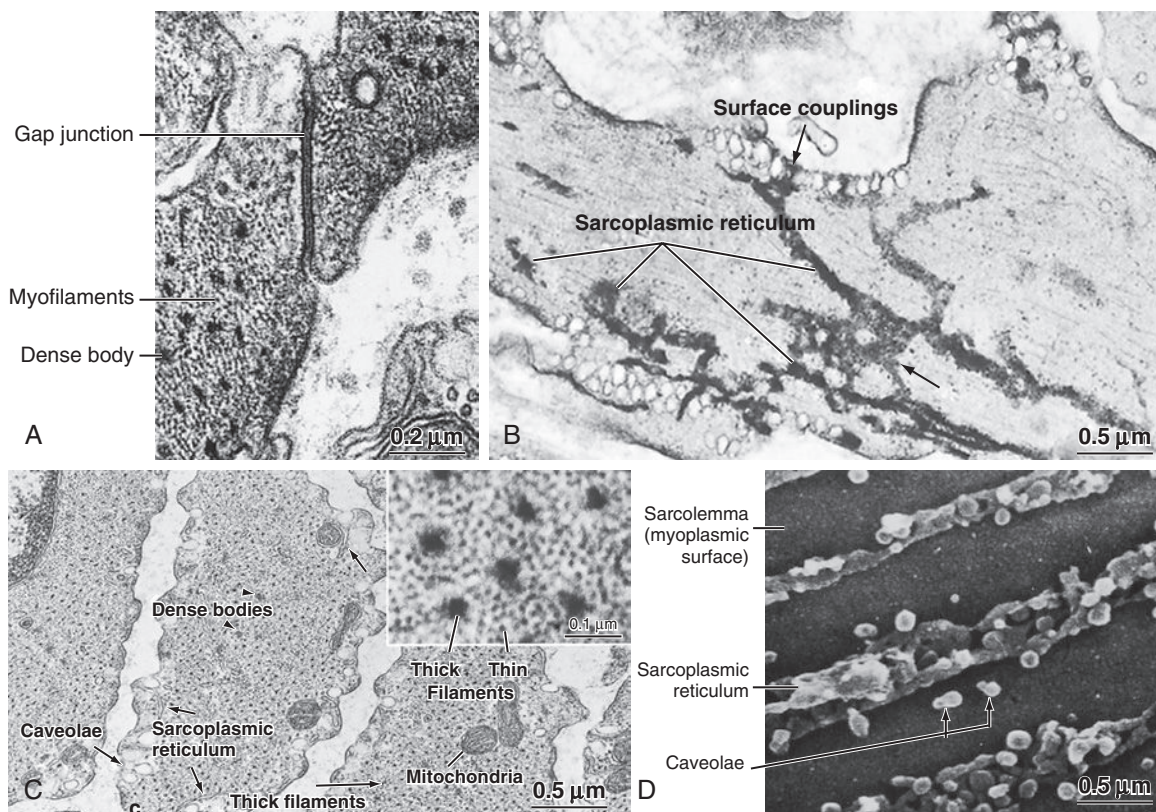 Gap junction
Myofilaments
Dense body
A
0.2 μm
Surface couplings
Sarcoplasmic reticulum
B
0.5 μm
Dense bodies
Caveolae
Sarcoplasmic
reticulum
Thick filaments
Mitochondria
0.1 μm
Thick Thin
Filaments
C
c
0.5 μm
Sarcolemma
(myoplasmic
surface)
Sarcoplasmic
reticulum
Caveolae
D
0.5 μm